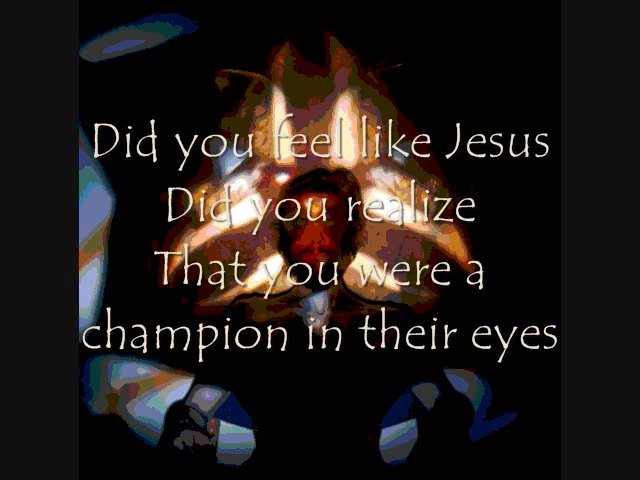 Did you feel like Jesus
Did you realize
That you were a
champion in their eyes